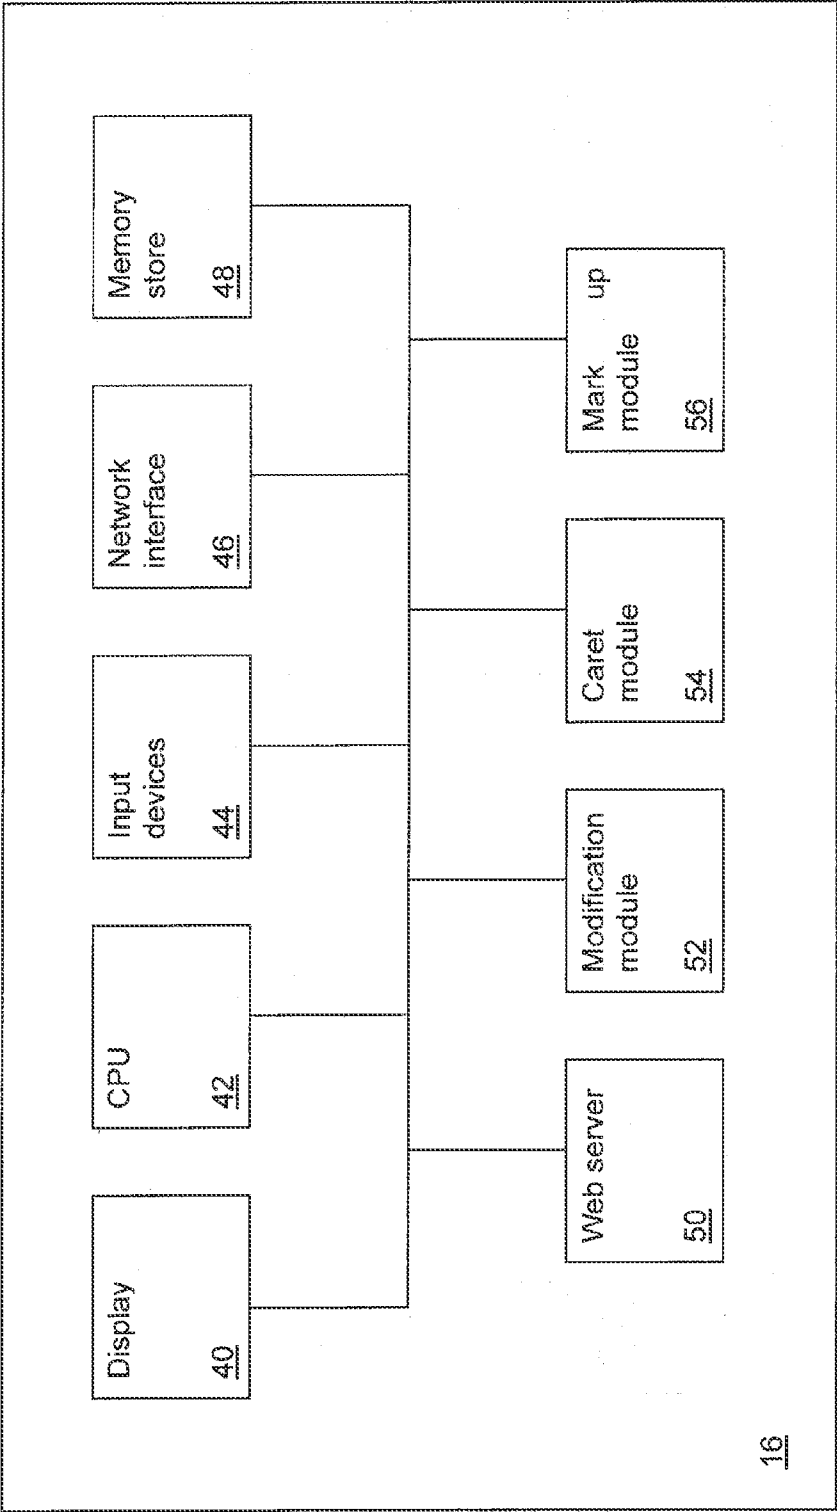 Display
40
CPU
42
Input
devices
44
Network
interface
46
Memory
store
48
Web server
50
Modification
module
52
Caret
module
54
Mark up
module
56
16